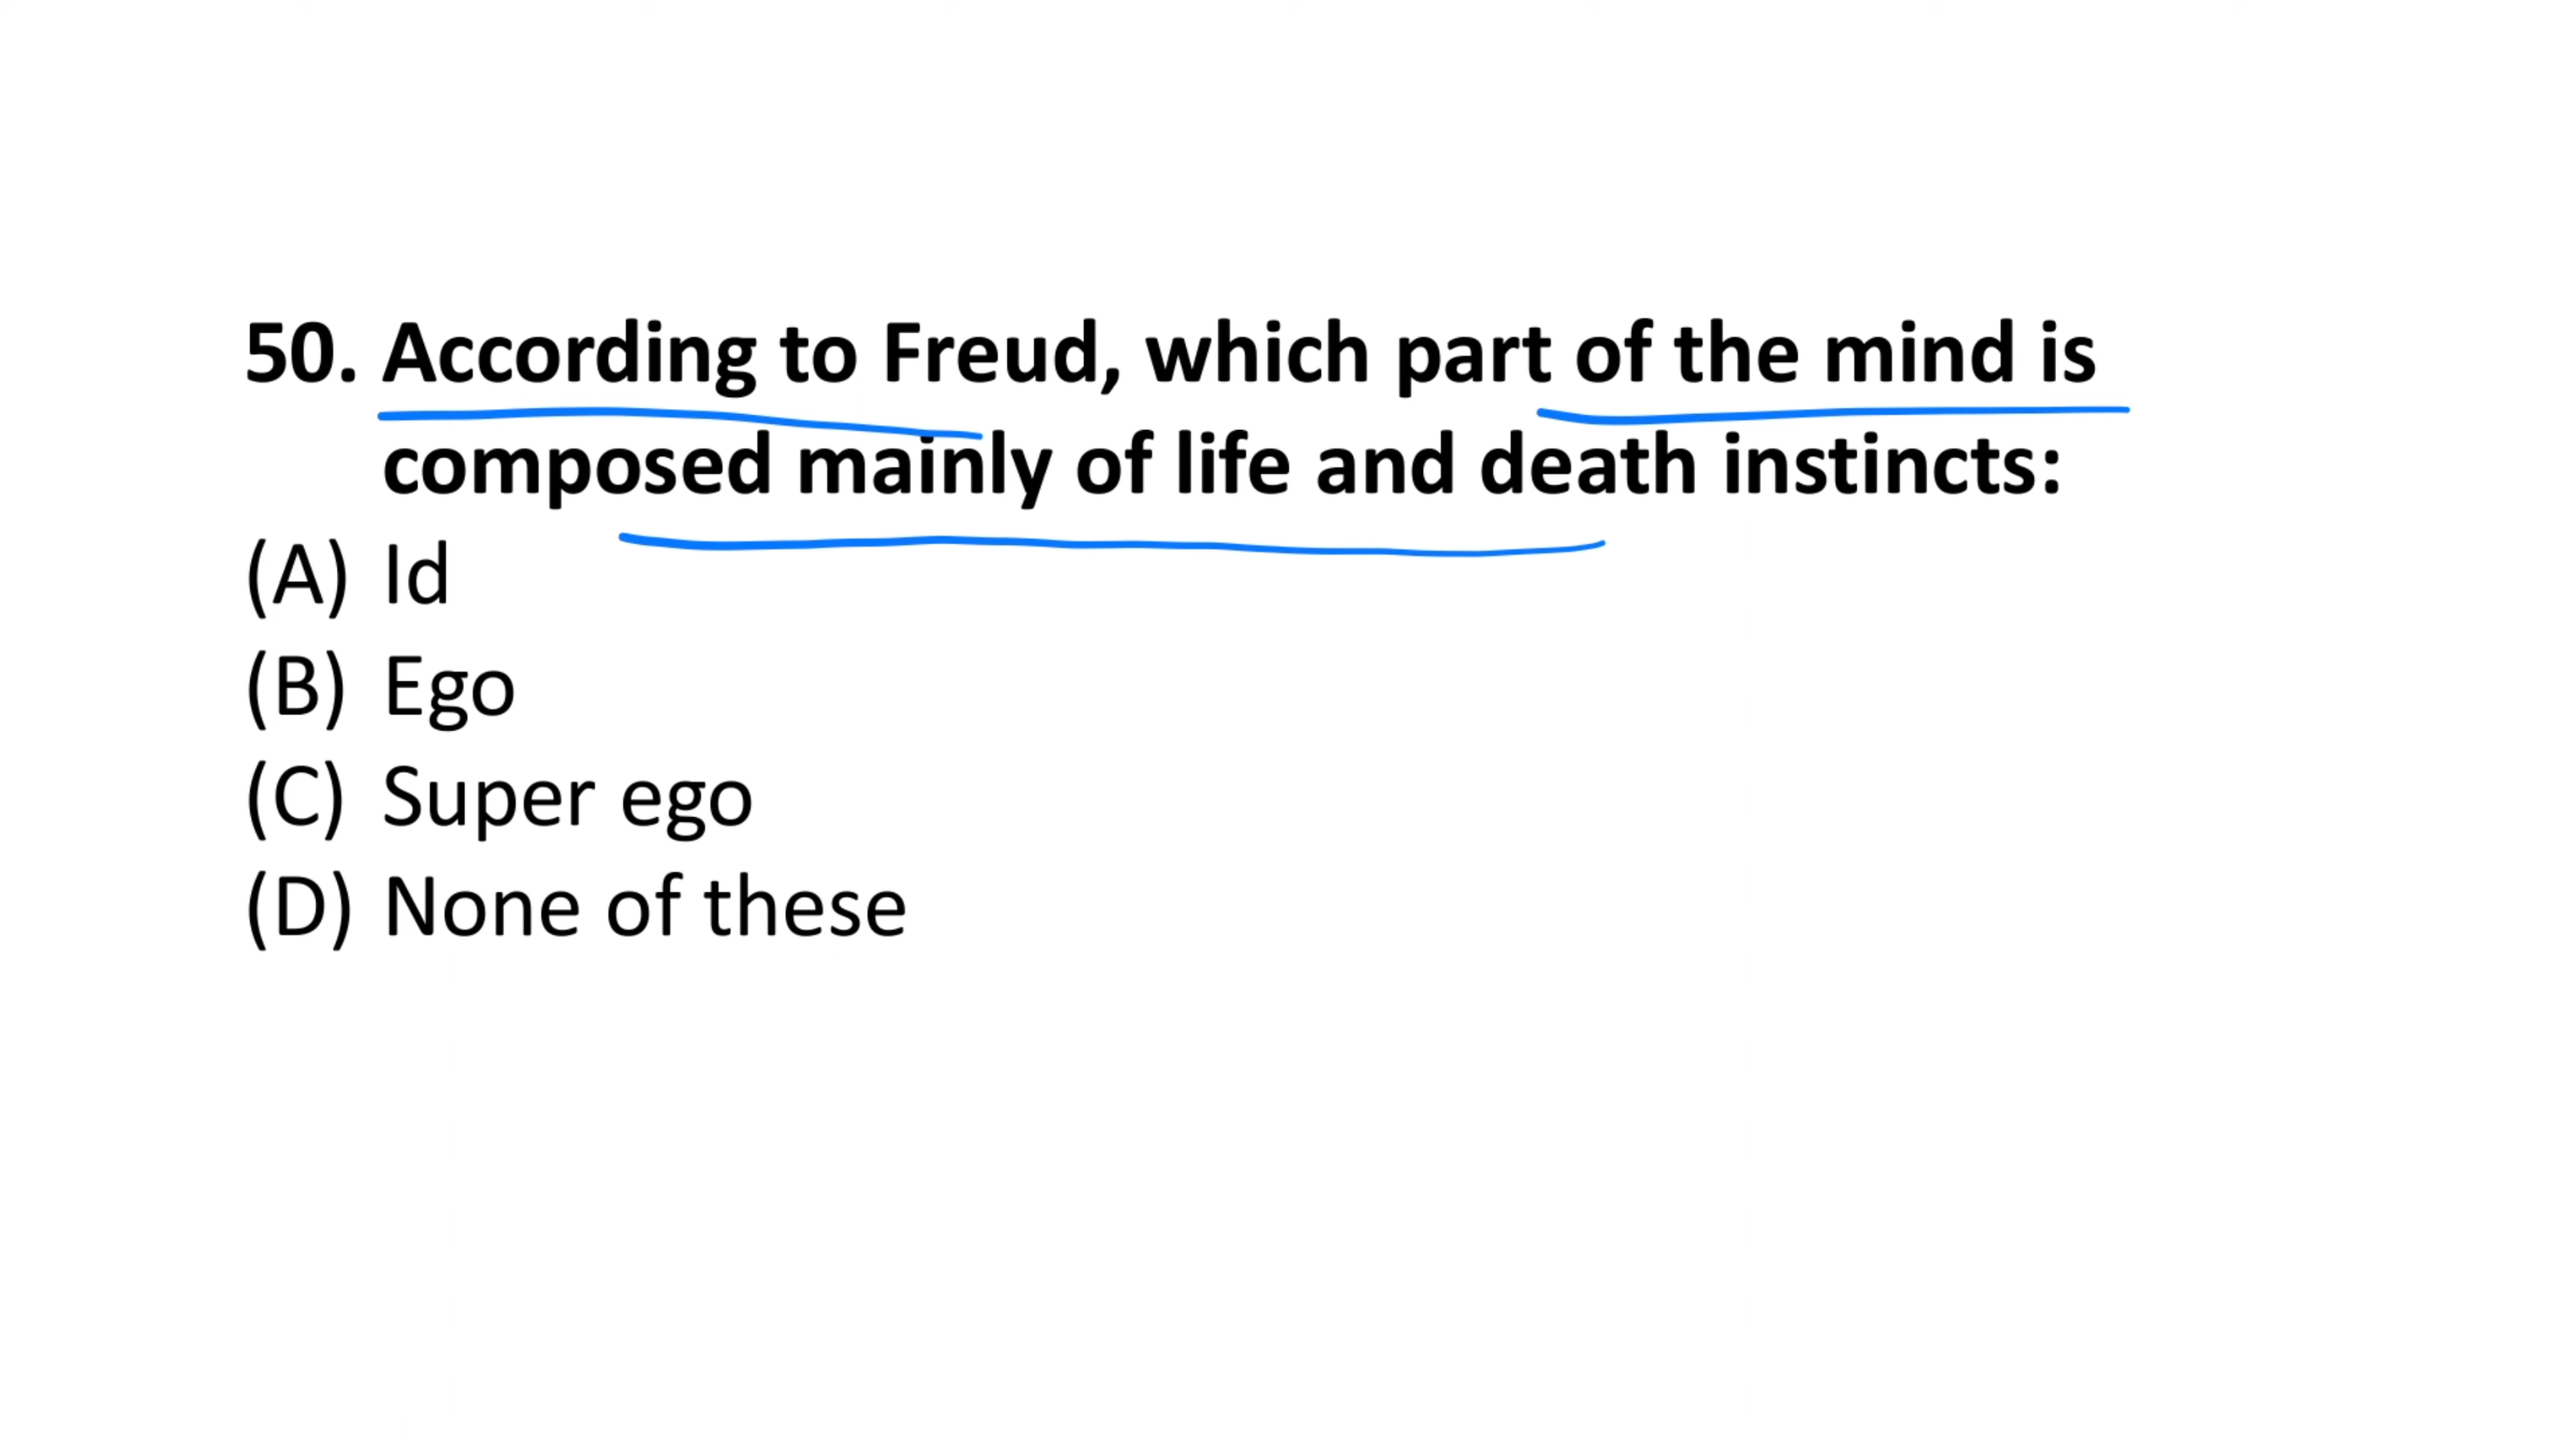 50. According to Freud, which part of the mind is
composed mainly of life and death instincts:
(A) Id
(B) Ego
(C) Super ego
(D) None of these